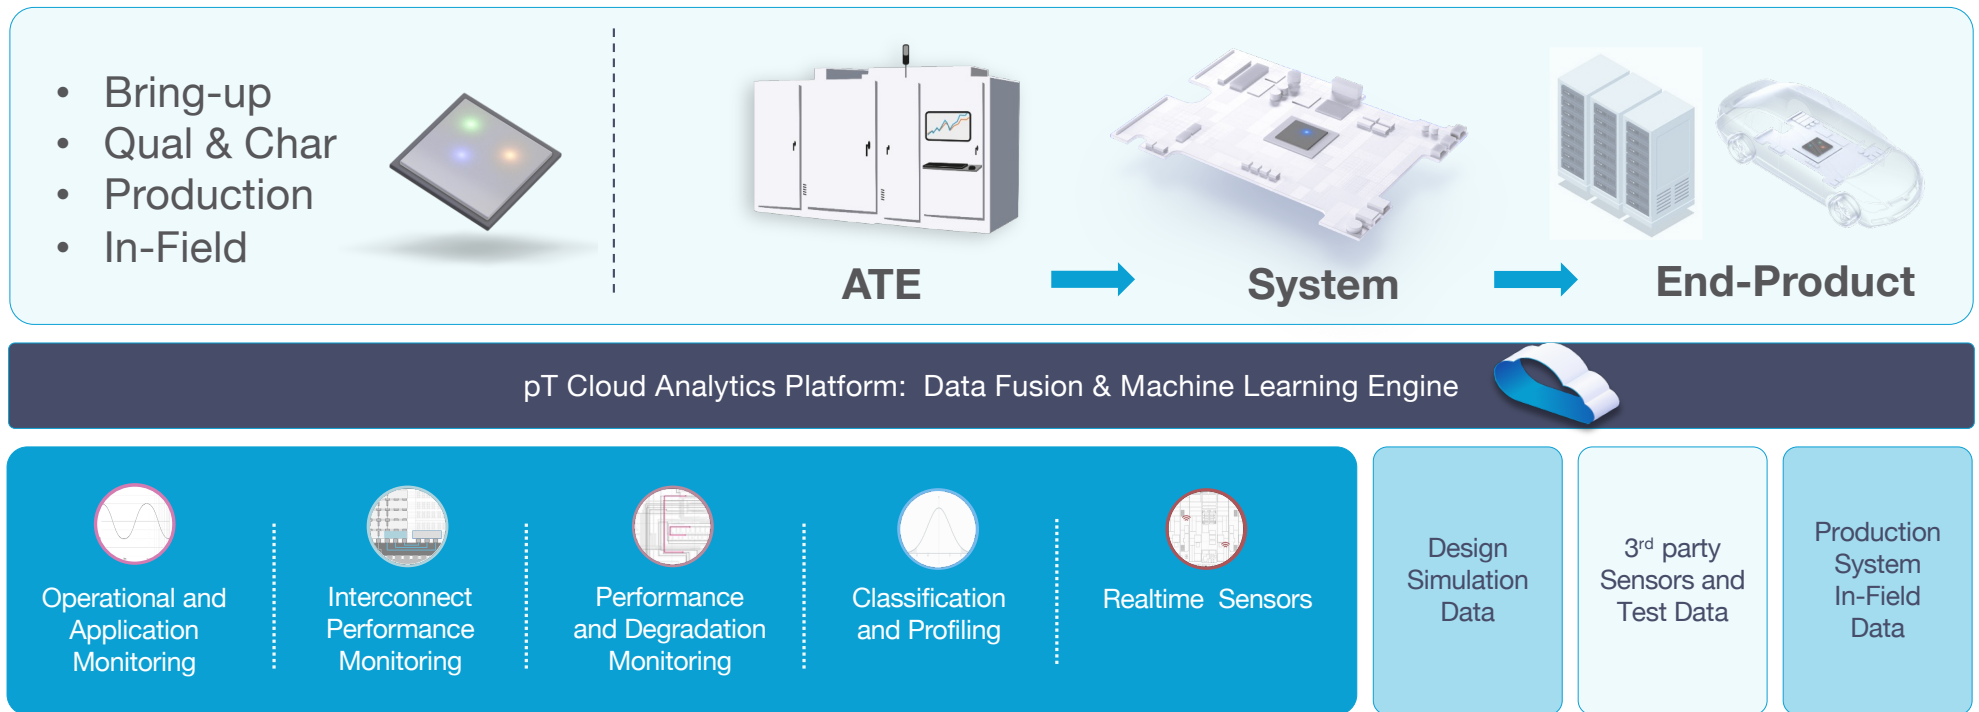 • Bring-up
• Qual & Char
• Production
• In-Field
ATE
System
End-Product
pT Cloud Analytics Platform:  Data Fusion & Machine Learning Engine
Operational and
Application
Monitoring
Interconnect
Performance
Monitoring
Performance
and Degradation
Monitoring
Classification
and Profiling
Realtime  Sensors
Design
Simulation
Data
3rd party
Sensors and
Test Data
Production
System
In-Field
Data